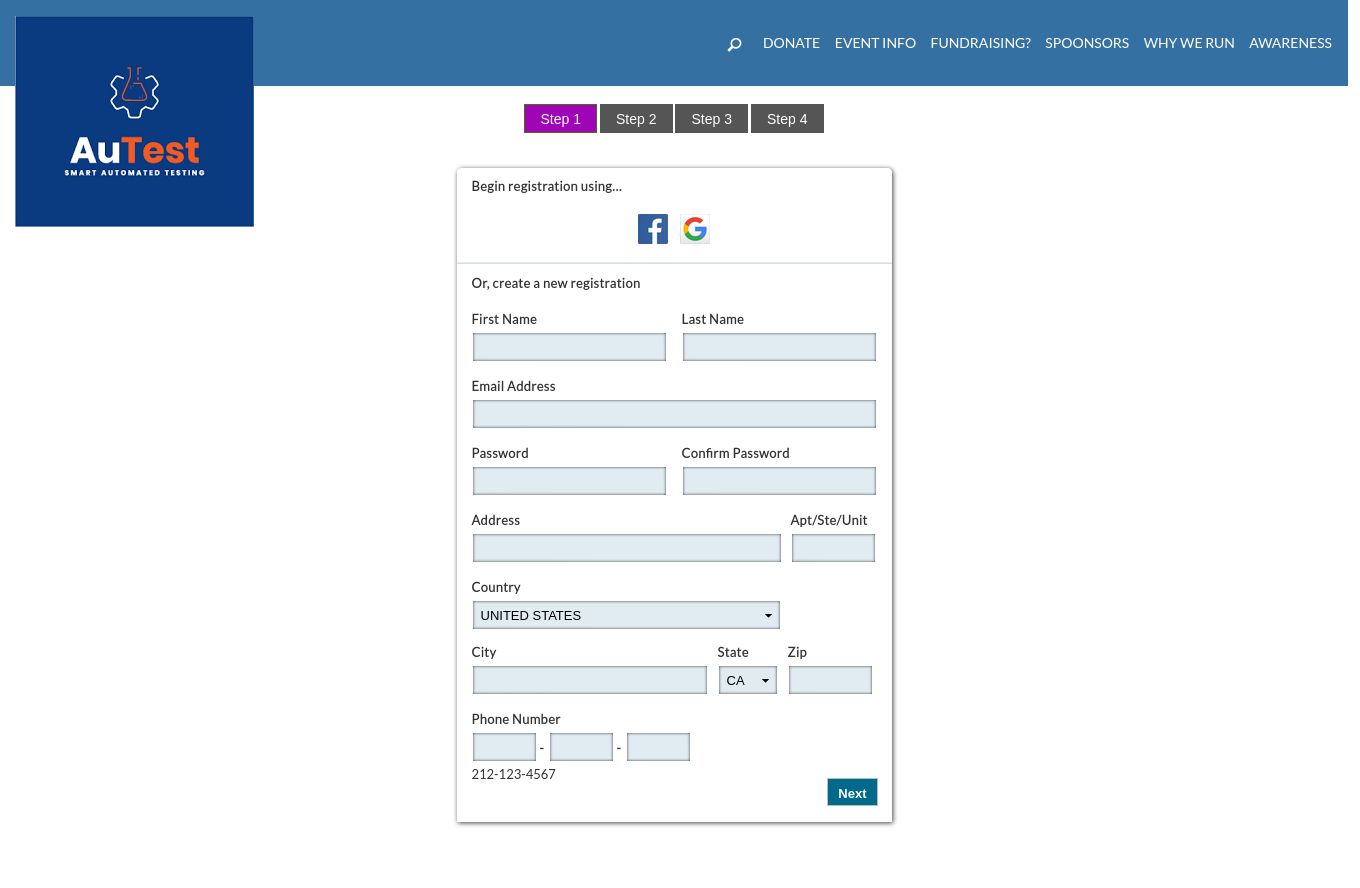 DONATE EVENT INFO FUNDRAISING? SPOONSORS WHY WE RUN AWARENESS
AuTest
SMART AUTOMATED TESTING
Step 1 Step 2 Step 3 Step 4
Begin registration using...
Or, create a new registration
First Name Last Name
Email Address
Password Confirm Password
Address Apt/Ste/Unit
Country
UNITED STATES
City State Zip
CA
Phone Number
- -
212-123-4567
Next